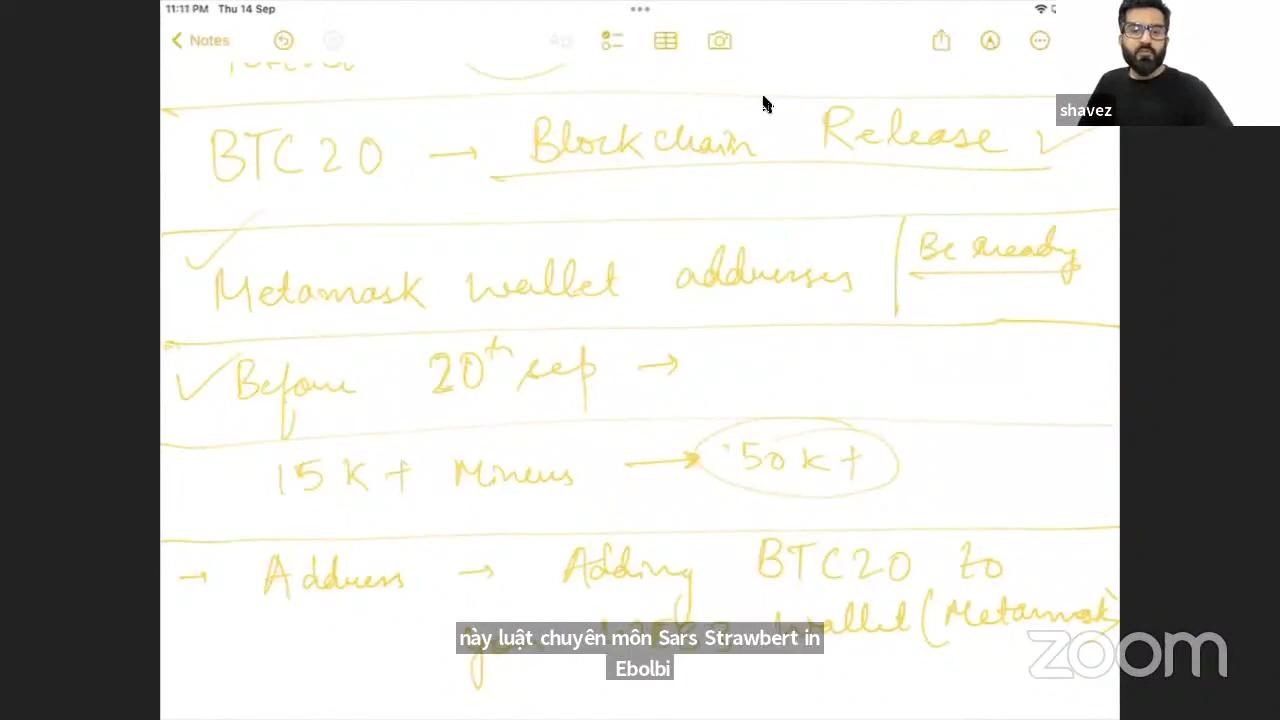 11:11 PM Thu 14 Sep
Notes
shavez
BTC20 → Blockchain Release ✓
✓ Metamask wallet addresses | Be ready
✓ Before 20th sep →
15K+ Miners → 50K+
→ Address → Adding BTC20 to
wallet (Metamask)
này luật chuyên môn Sars Strawbert in
Ebolbi
zoom